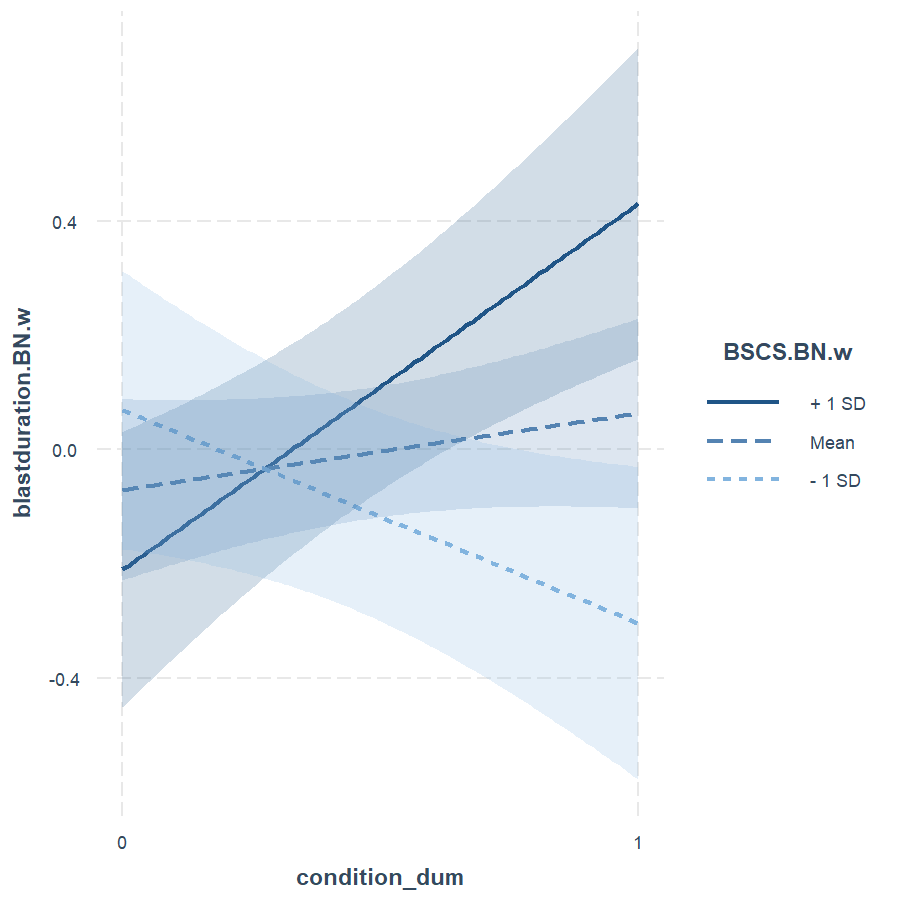 0.4
0.0
-0.4
blastduration.BN.w
0
1
condition_dum
BSCS.BN.w
+ 1 SD
Mean
- 1 SD